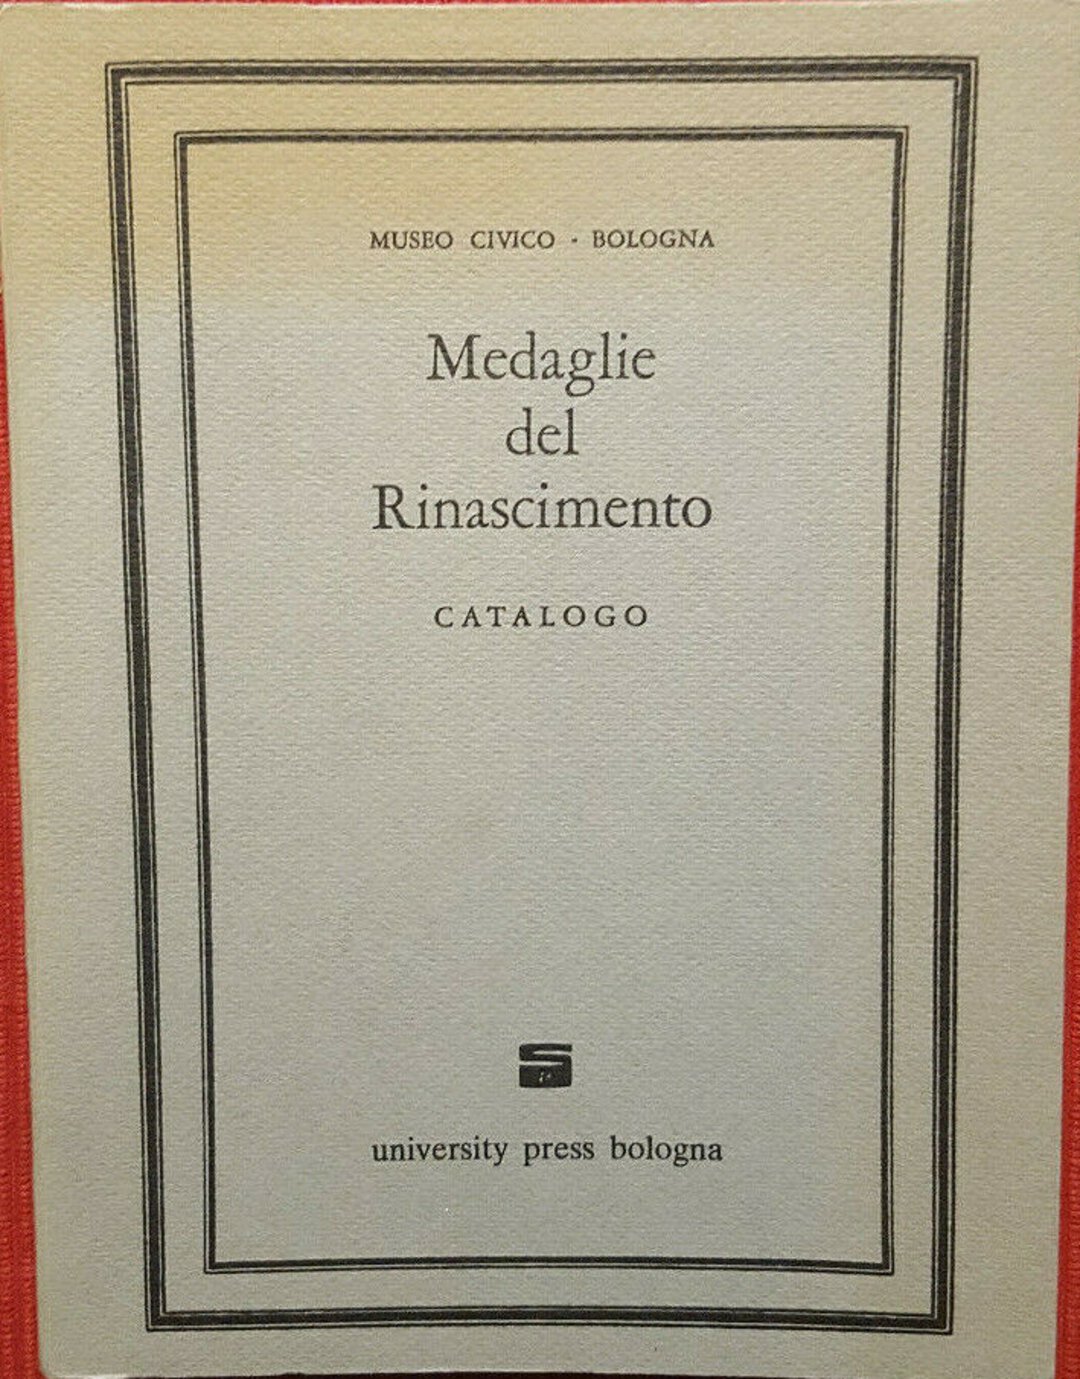 MUSEO CIVICO · BOLOGNA
Medaglie
del
Rinascimento
CATALOGO
university press bologna